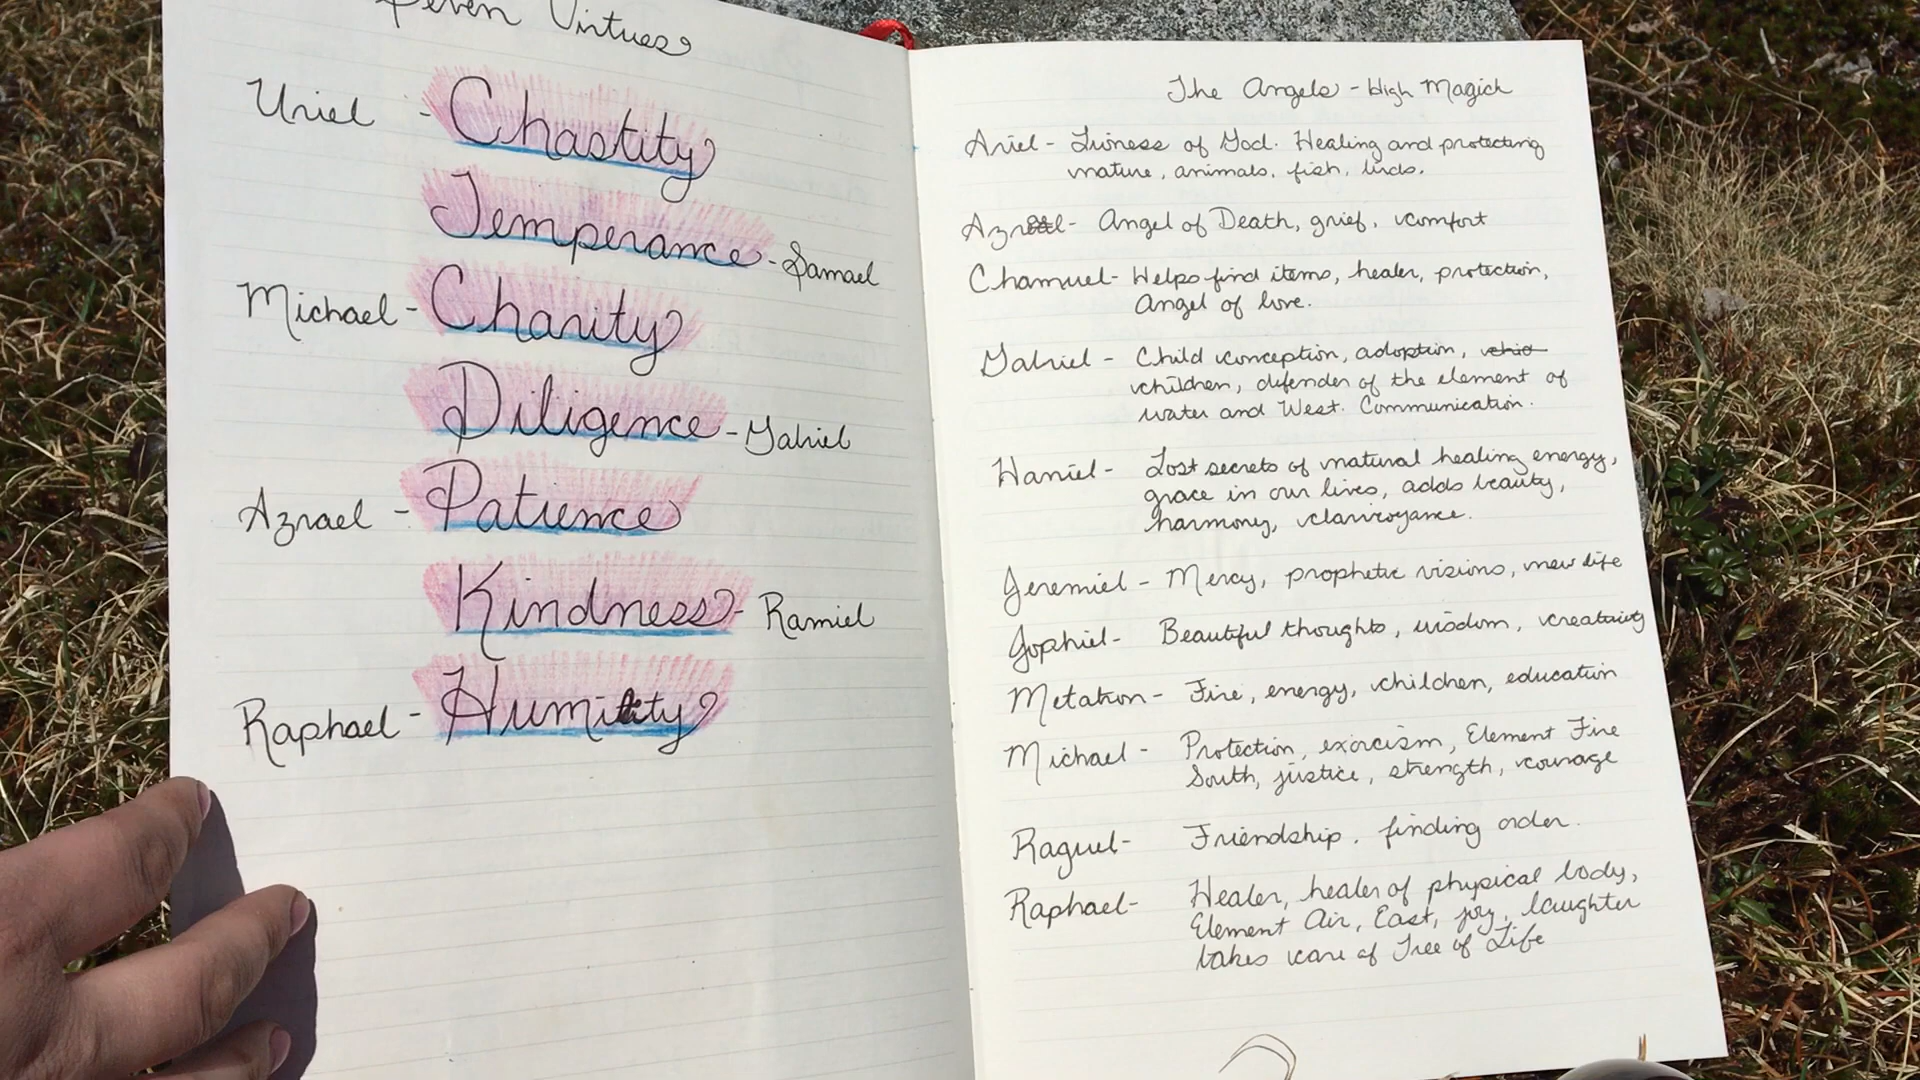 Seven Virtues
Uriel - Chastity
Temperance - Samael
Michael - Charity
Diligence - Gabriel
Azrael - Patience
Kindness - Ramiel
Raphael - Humility
The Angels - High Magick
Ariel - Lioness of God. Healing and protecting
nature, animals, fish, birds.
Azrael - Angel of Death, grief, comfort
Chamuel - Helps find items, healer, protection,
Angel of love.
Gabriel - Child conception, adoption,
children, defender of the element of
water and West. Communication.
Haniel - Lost secrets of natural healing energy,
grace in our lives, adds beauty,
harmony, clairvoyance.
Jeremiel - Mercy, prophetic visions, new life
Jophiel - Beautiful thoughts, wisdom, creativity
Metatron - Fire, energy, children, education
Michael - Protection, exorcism, Element Fire
South, justice, strength, courage
Raguel - Friendship, finding order.
Raphael - Healer, healer of physical body,
Element Air, East, joy, laughter
takes care of Tree of Life